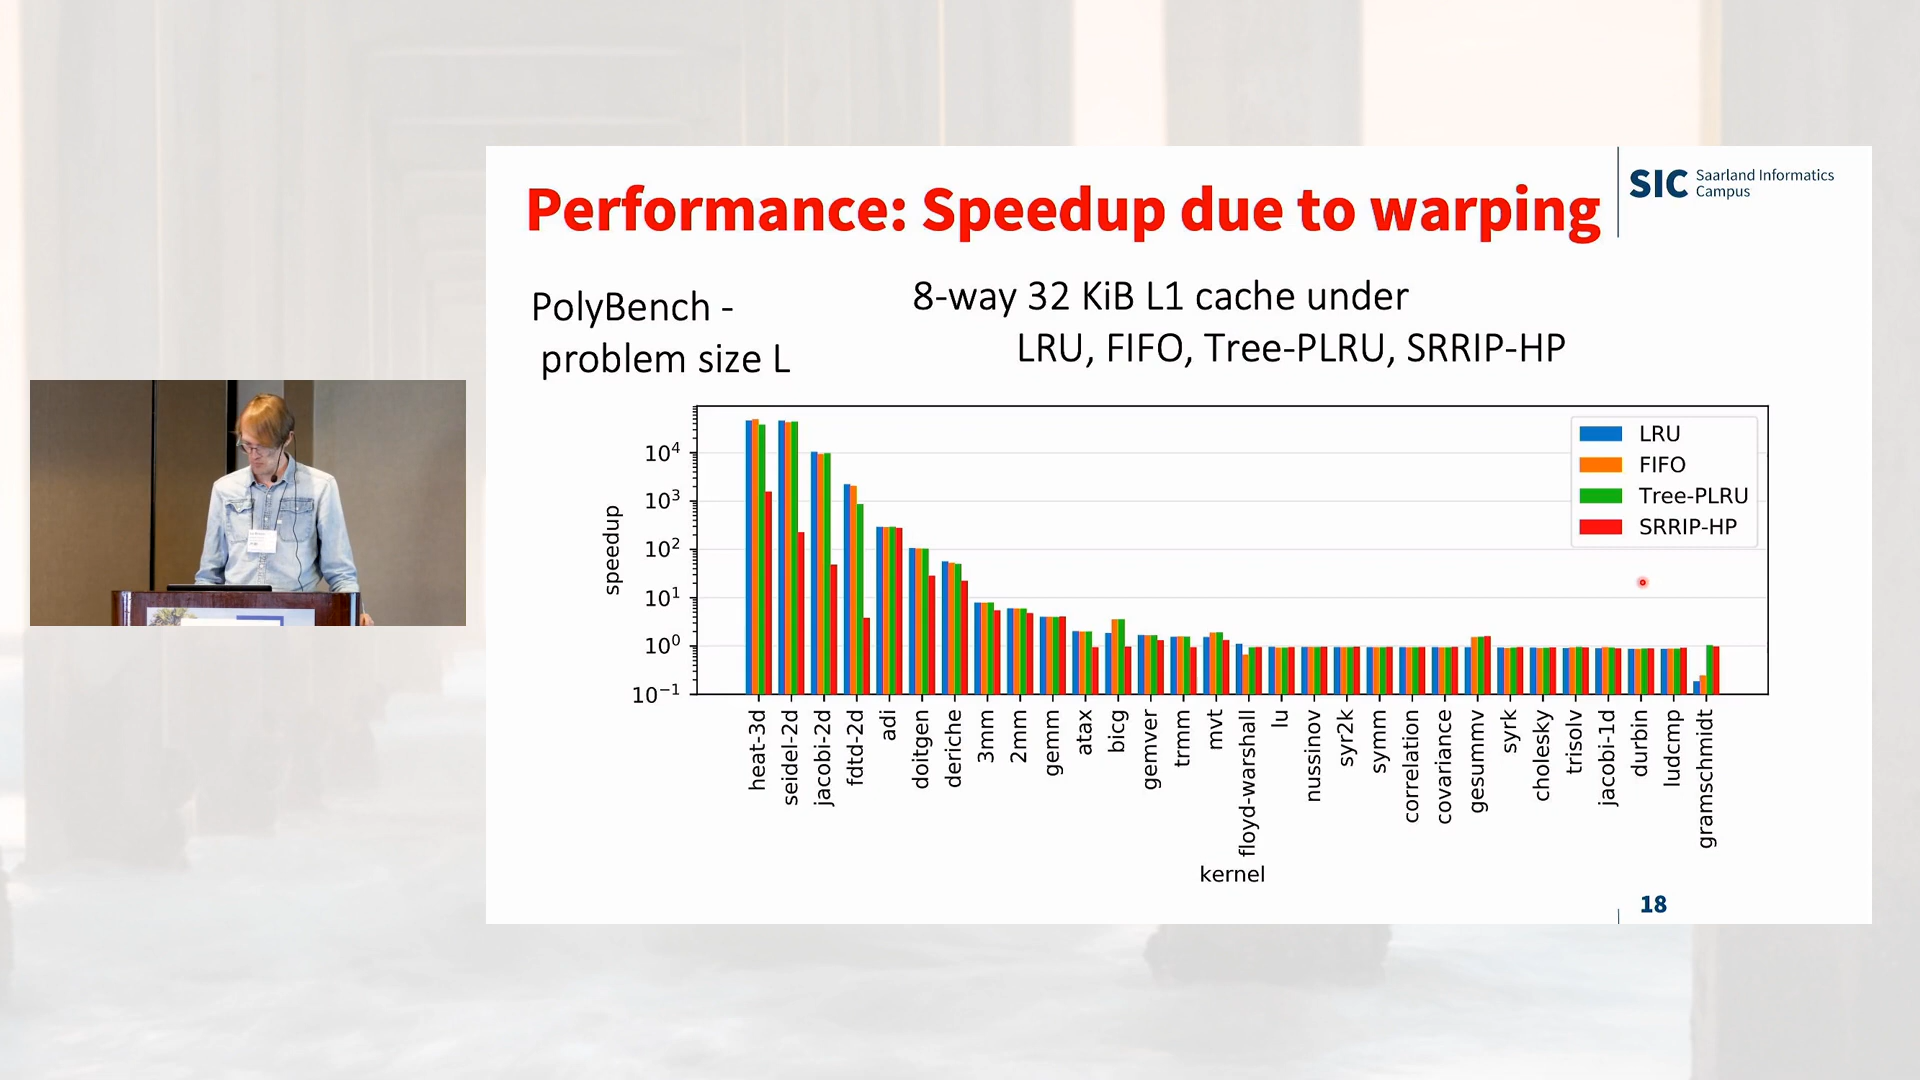 Performance: Speedup due to warping
SIC Saarland Informatics
Campus
PolyBench -
problem size L
8-way 32 KiB L1 cache under
LRU, FIFO, Tree-PLRU, SRRIP-HP
10⁴
10³
10²
10¹
10⁰
10⁻¹
speedup
LRU
FIFO
Tree-PLRU
SRRIP-HP
heat-3d
seidel-2d
jacobi-2d
fdtd-2d
adi
doitgen
deriche
3mm
2mm
gemm
atax
bicg
gemver
trmm
mvt
floyd-warshall
lu
nussinov
syr2k
symm
correlation
covariance
gesummv
syrk
cholesky
trisolv
jacobi-1d
durbin
ludcmp
gramschmidt
kernel
18